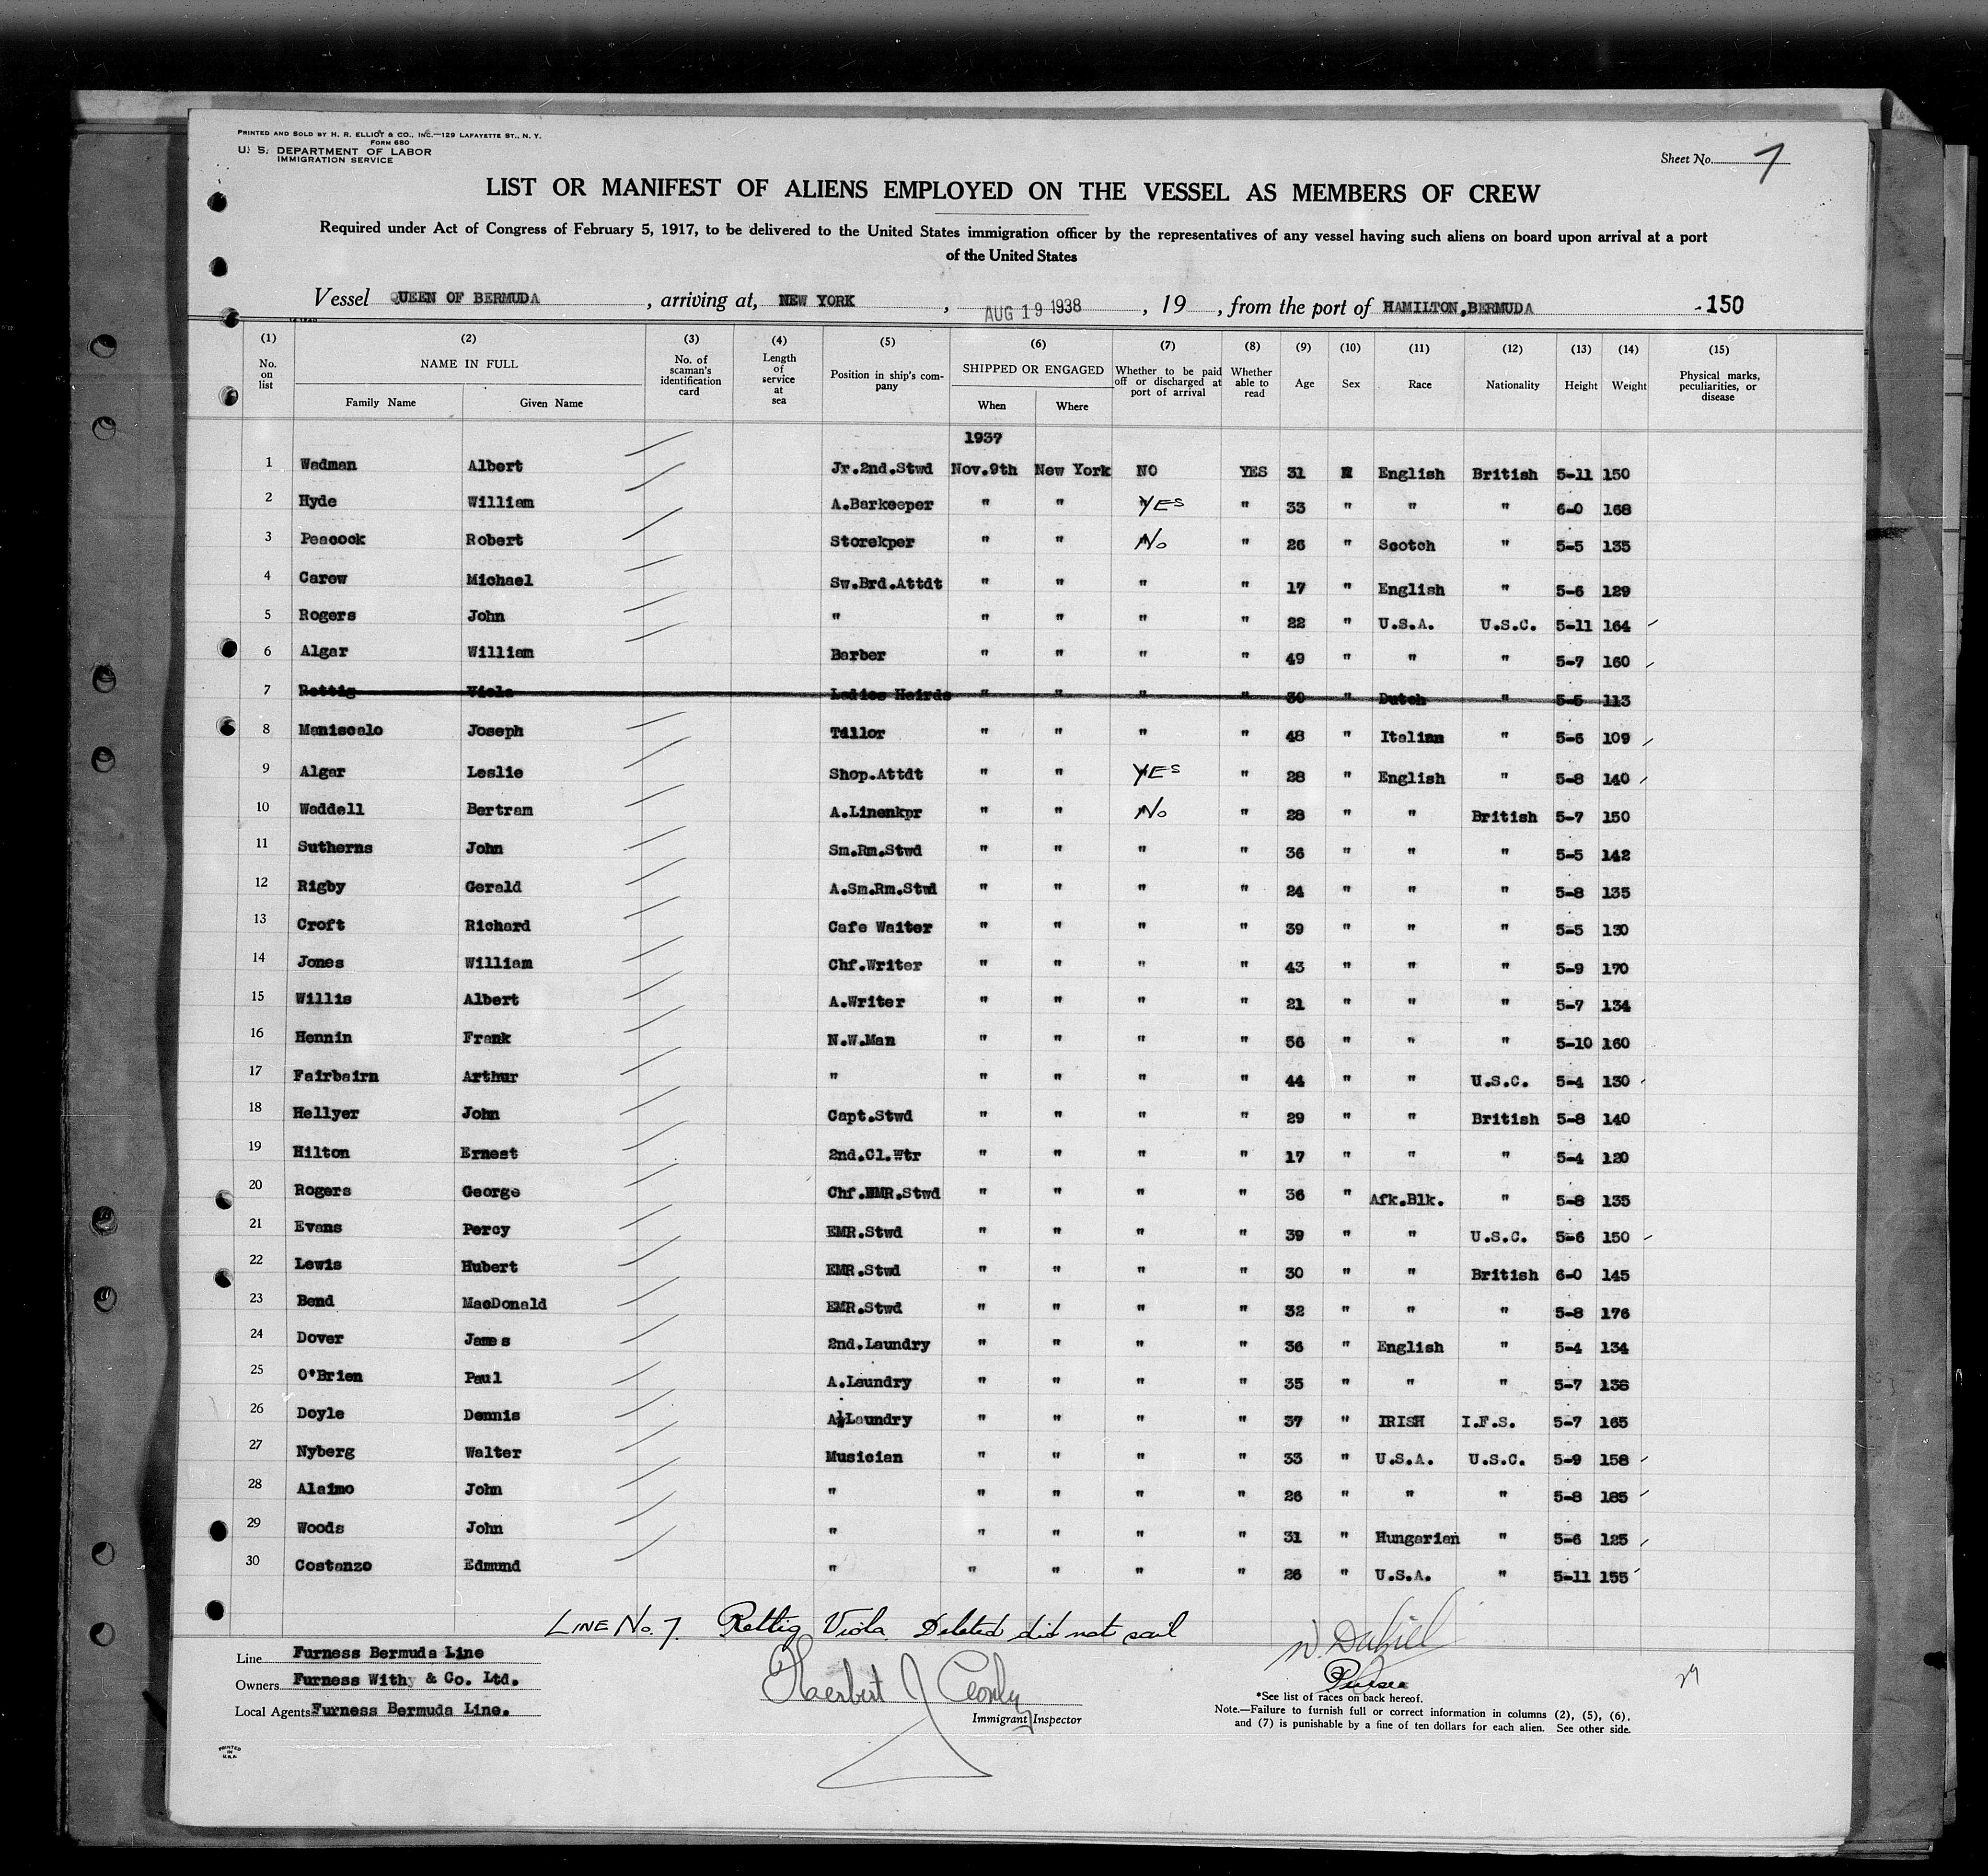 PRINTED AND SOLD BY H. R. ELLIOT & CO., INC.—129 LAFAYETTE ST., N. Y.
FORM 680
U. S. DEPARTMENT OF LABOR
IMMIGRATION SERVICE
Sheet No. 7
LIST OR MANIFEST OF ALIENS EMPLOYED ON THE VESSEL AS MEMBERS OF CREW
Required under Act of Congress of February 5, 1917, to be delivered to the United States immigration officer by the representatives of any vessel having such aliens on board upon arrival at a port
of the United States
Vessel QUEEN OF BERMUDA , arriving at, NEW YORK , AUG 19 1938 , 19 , from the port of HAMILTON,BERMUDA -150
(1) (2) (3) (4) (5) (6) (7) (8) (9) (10) (11) (12) (13) (14) (15)
No. on list NAME IN FULL Family Name Given Name No. of seaman's identification card Length of service at sea Position in ship's company SHIPPED OR ENGAGED When Where Whether to be paid off or discharged at port of arrival Whether able to read Age Sex Race Nationality Height Weight Physical marks, peculiarities, or disease
1937
1 Wadman Albert Jr.2nd.Stwd Nov.9th New York NO YES 31 M English British 5-11 150
2 Hyde William A.Barkeeper " " YES " 33 " " " 6-0 168
3 Peacock Robert Storekper " " No " 26 " Scotch " 5-5 135
4 Carew Michael Sw.Brd.Attdt " " " " 17 " English " 5-6 129
5 Rogers John " " " " " 22 " U.S.A. U.S.C. 5-11 164
6 Algar William Barber " " " " 49 " " " 5-7 160
7 Rettig Viola Ladies Hairds " " " " 30 " Dutch " 5-5 113
8 Maniscalo Joseph Tillor " " " " 48 " Italian " 5-6 109
9 Algar Leslie Shop.Attdt " " YES " 28 " English " 5-8 140
10 Waddell Bertram A.Linenkpr " " No " 28 " " British 5-7 150
11 Sutherns John Sm.Rm.Stwd " " " " 36 " " " 5-5 142
12 Rigby Gerald A.Sm.Rm.Stwd " " " " 24 " " " 5-8 135
13 Croft Richard Cafe Waiter " " " " 39 " " " 5-5 130
14 Jones William Chf.Writer " " " " 43 " " " 5-9 170
15 Willis Albert A.Writer " " " " 21 " " " 5-7 134
16 Hennin Frank N.W.Man " " " " 56 " " " 5-10 160
17 Fairbairn Arthur " " " " " 44 " " U.S.C. 5-4 130
18 Hellyer John Capt.Stwd " " " " 29 " " British 5-8 140
19 Hilton Ernest 2nd.Cl.Wtr " " " " 17 " " " 5-4 120
20 Rogers George Chf.EMR.Stwd " " " " 36 " Afk.Blk. " 5-8 135
21 Evans Percy EMR.Stwd " " " " 39 " " U.S.C. 5-6 150
22 Lewis Hubert EMR.Stwd " " " " 30 " " British 6-0 145
23 Bend MacDonald EMR.Stwd " " " " 32 " " " 5-8 176
24 Dover James 2nd.Laundry " " " " 36 " English " 5-4 134
25 O'Brien Paul A.Laundry " " " " 35 " " " 5-7 136
26 Doyle Dennis A.Laundry " " " " 37 " IRISH I.F.S. 5-7 165
27 Nyberg Walter Musician " " " " 33 " U.S.A. U.S.C. 5-9 158
28 Alaimo John " " " " " 26 " " " 5-8 185
29 Woods John " " " " " 31 " Hungarian " 5-6 125
30 Costanzo Edmund " " " " " 26 " U.S.A. " 5-11 155
LINE No. 7. Rettig Viola Deleted did not sail
Line Furness Bermuda Line
Owners Furness Withy & Co. Ltd.
Local Agents Furness Bermuda Line.
Immigrant Inspector
Purser
29
*See list of races on back hereof.
Note.—Failure to furnish full or correct information in columns (2), (5), (6),
and (7) is punishable by a fine of ten dollars for each alien. See other side.
PRINTED
IN
U.S.A.